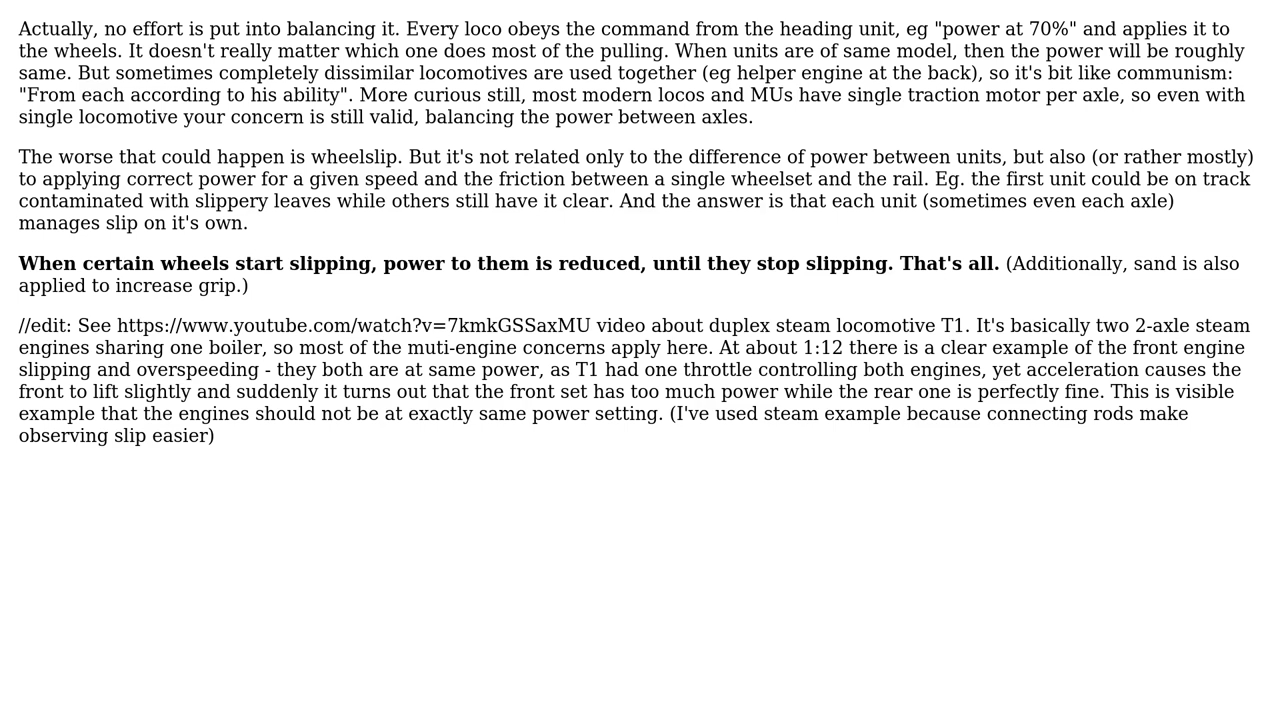 Actually, no effort is put into balancing it. Every loco obeys the command from the heading unit, eg "power at 70%" and applies it to
the wheels. It doesn't really matter which one does most of the pulling. When units are of same model, then the power will be roughly
same. But sometimes completely dissimilar locomotives are used together (eg helper engine at the back), so it's bit like communism:
"From each according to his ability". More curious still, most modern locos and MUs have single traction motor per axle, so even with
single locomotive your concern is still valid, balancing the power between axles.
The worse that could happen is wheelslip. But it's not related only to the difference of power between units, but also (or rather mostly)
to applying correct power for a given speed and the friction between a single wheelset and the rail. Eg. the first unit could be on track
contaminated with slippery leaves while others still have it clear. And the answer is that each unit (sometimes even each axle)
manages slip on it's own.
When certain wheels start slipping, power to them is reduced, until they stop slipping. That's all. (Additionally, sand is also
applied to increase grip.)
//edit: See https://www.youtube.com/watch?v=7kmkGSSaxMU video about duplex steam locomotive T1. It's basically two 2-axle steam
engines sharing one boiler, so most of the muti-engine concerns apply here. At about 1:12 there is a clear example of the front engine
slipping and overspeeding - they both are at same power, as T1 had one throttle controlling both engines, yet acceleration causes the
front to lift slightly and suddenly it turns out that the front set has too much power while the rear one is perfectly fine. This is visible
example that the engines should not be at exactly same power setting. (I've used steam example because connecting rods make
observing slip easier)